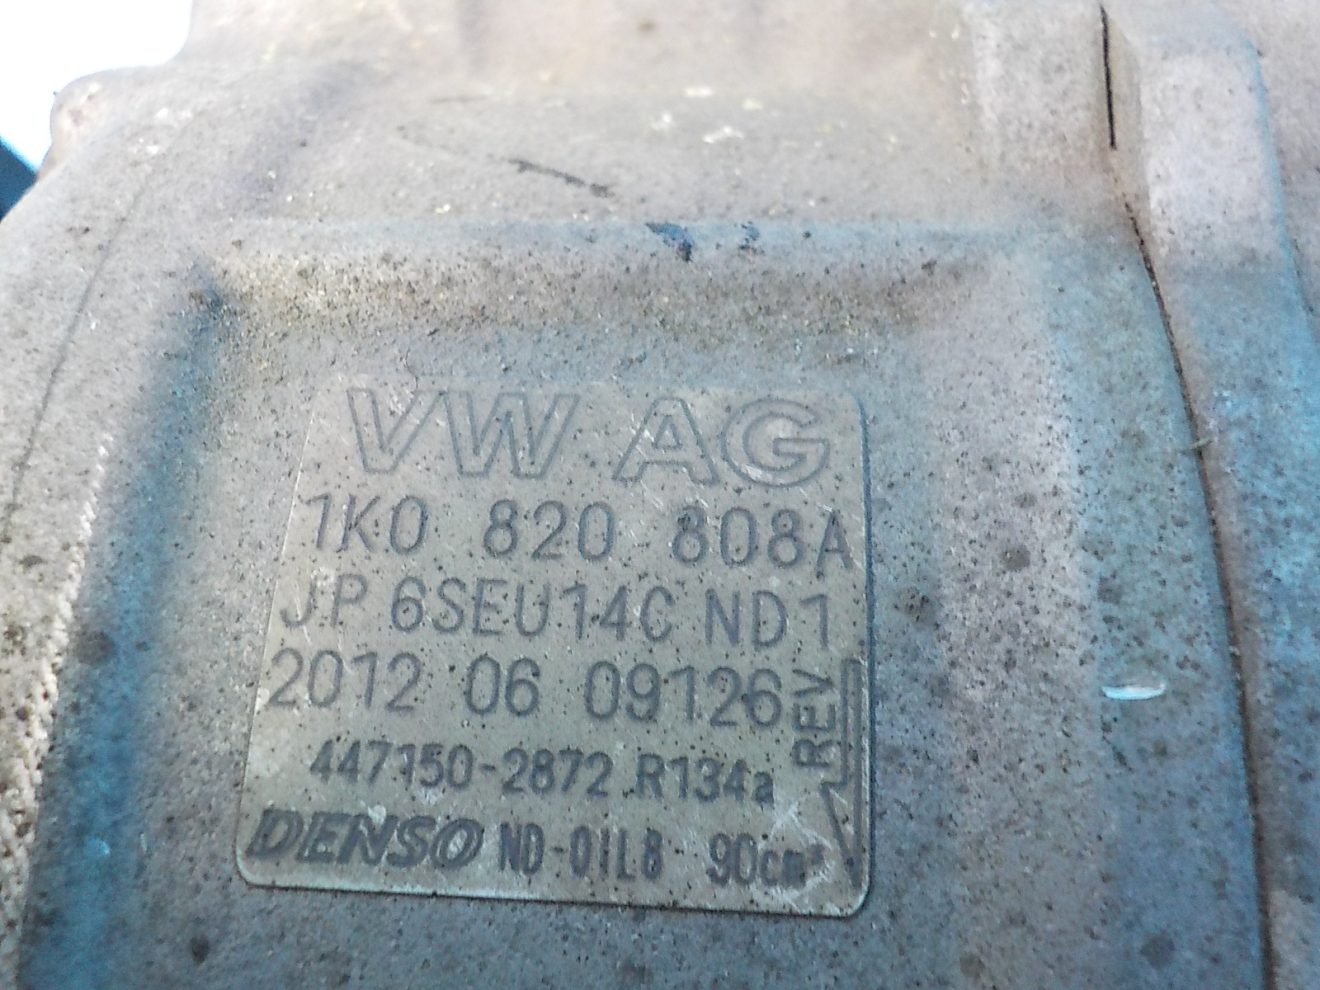 VW AG
1K0 820 808A
JP 6SEU14C ND1
2012 06 09126
REV
447150-2872 R134a
DENSO ND-OIL8 90cm³